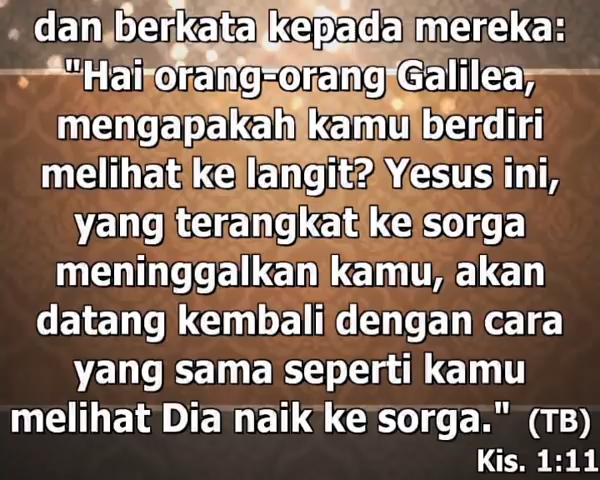 dan berkata kepada mereka:
"Hai orang-orang Galilea,
mengapakah kamu berdiri
melihat ke langit? Yesus ini,
yang terangkat ke sorga
meninggalkan kamu, akan
datang kembali dengan cara
yang sama seperti kamu
melihat Dia naik ke sorga." (TB)
Kis. 1:11